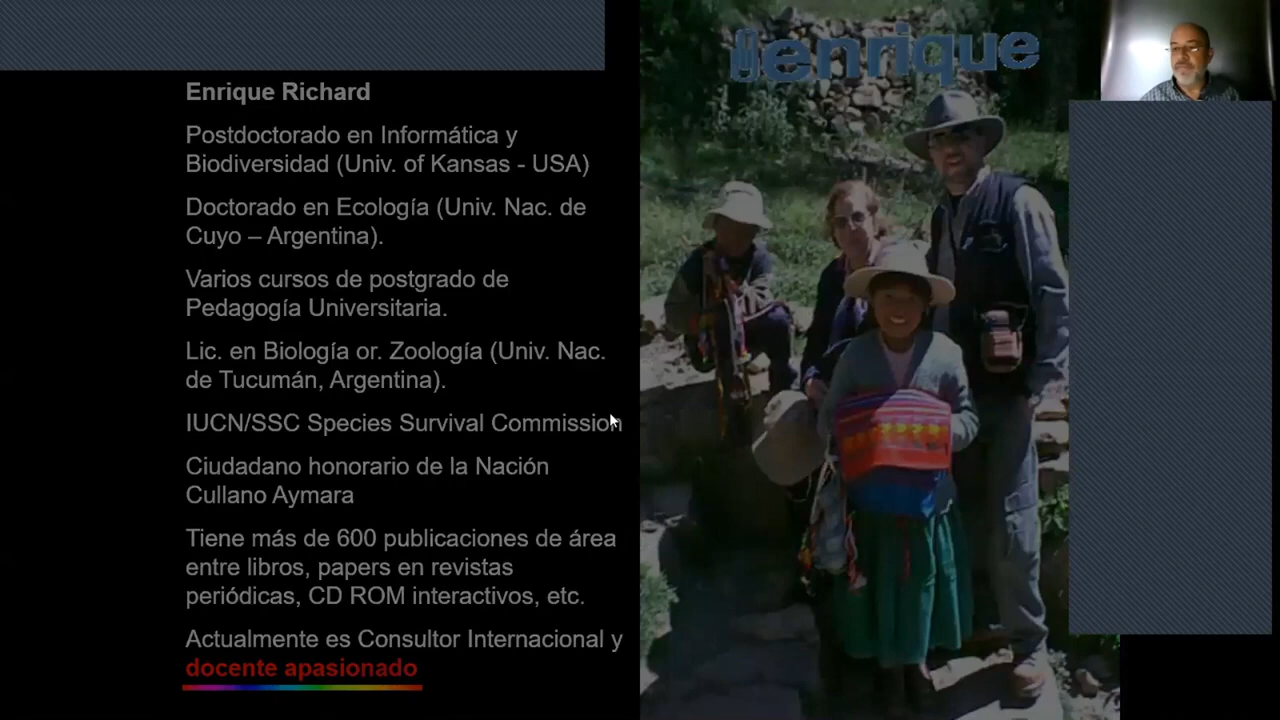 enrique
Enrique Richard
Postdoctorado en Informática y
Biodiversidad (Univ. of Kansas - USA)
Doctorado en Ecología (Univ. Nac. de
Cuyo – Argentina).
Varios cursos de postgrado de
Pedagogía Universitaria.
Lic. en Biología or. Zoología (Univ. Nac.
de Tucumán, Argentina).
IUCN/SSC Species Survival Commission
Ciudadano honorario de la Nación
Cullano Aymara
Tiene más de 600 publicaciones de área
entre libros, papers en revistas
periódicas, CD ROM interactivos, etc.
Actualmente es Consultor Internacional y
docente apasionado